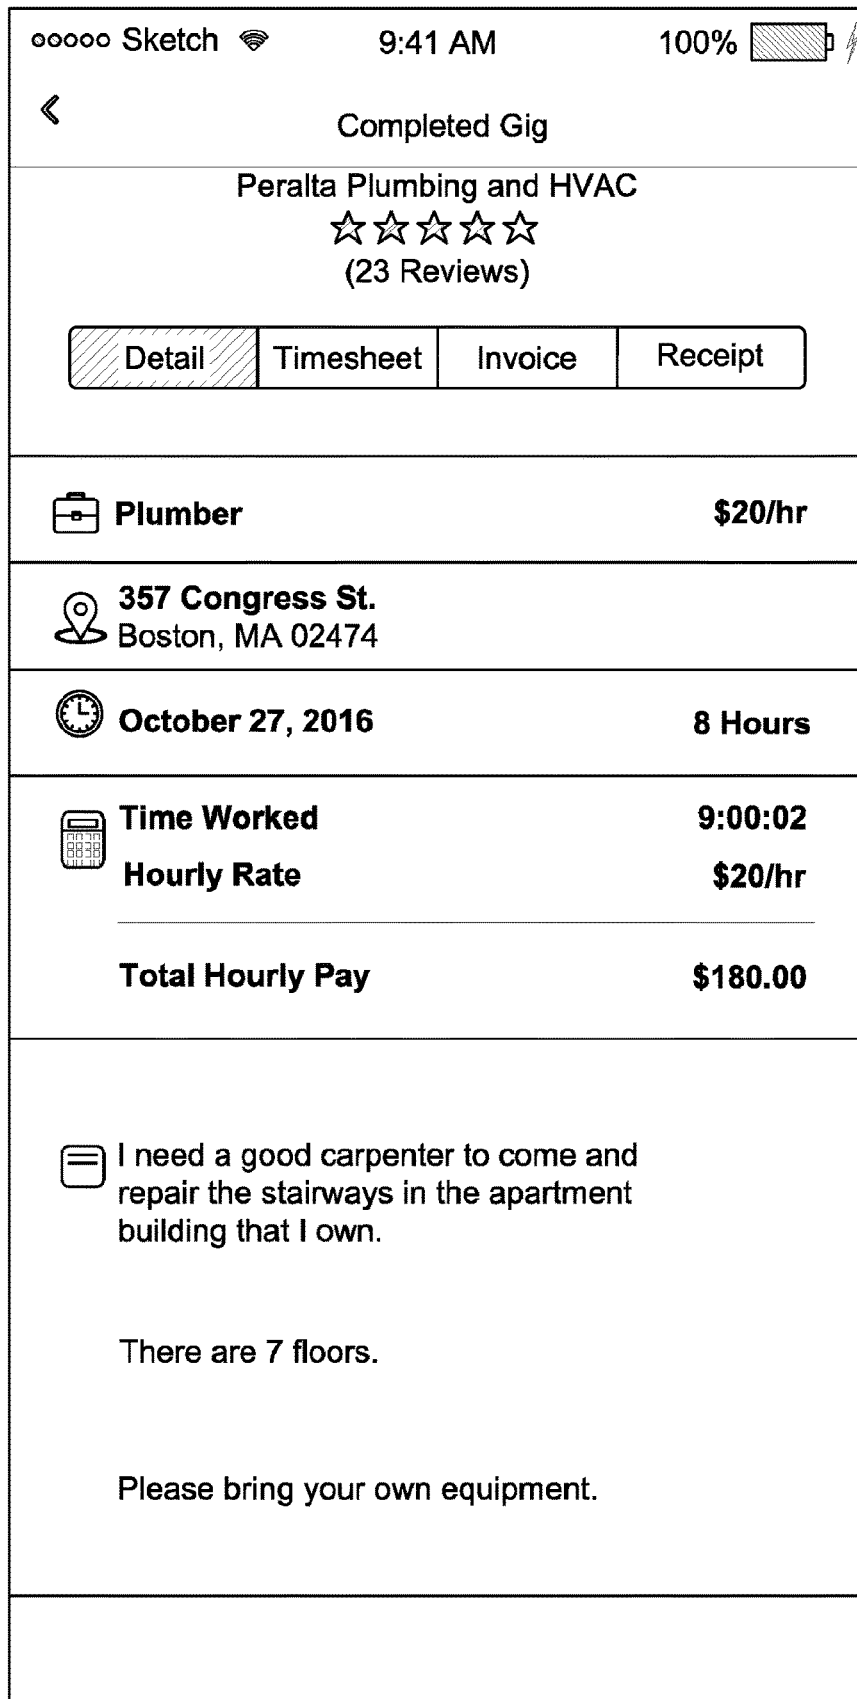 Sketch 9:41 AM 100%
Completed Gig
Peralta Plumbing and HVAC
(23 Reviews)
Detail Timesheet Invoice Receipt
Plumber $20/hr
357 Congress St.
Boston, MA 02474
October 27, 2016 8 Hours
Time Worked 9:00:02
Hourly Rate $20/hr
Total Hourly Pay $180.00
I need a good carpenter to come and
repair the stairways in the apartment
building that I own.
There are 7 floors.
Please bring your own equipment.